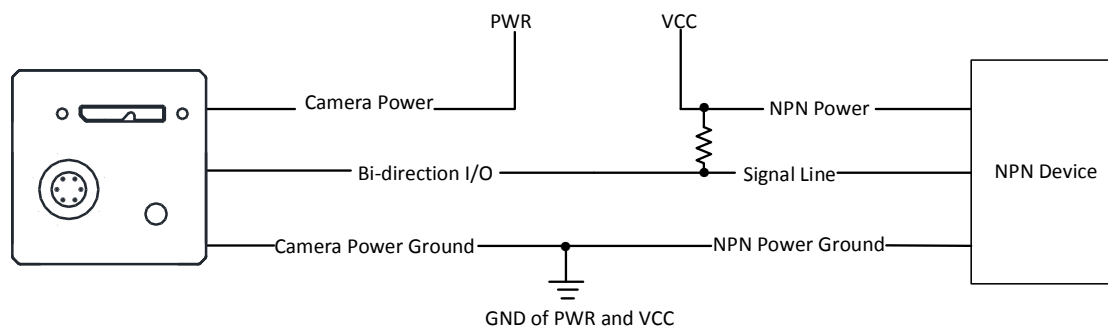 PWR
VCC
Camera Power
NPN Power
Bi-direction I/O
Signal Line
NPN Device
Camera Power Ground
NPN Power Ground
GND of PWR and VCC